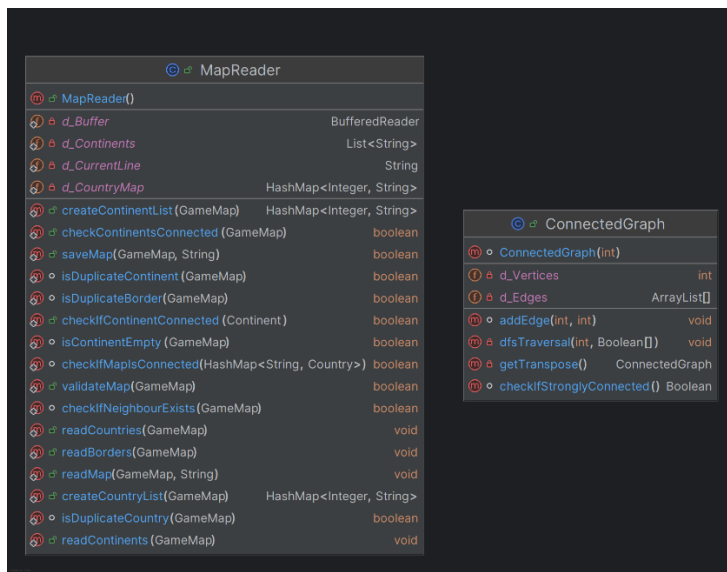 MapReader
MapReader()
d_Buffer BufferedReader
d_Continents List<String>
d_CurrentLine String
d_CountryMap HashMap<Integer, String>
createContinentList(GameMap) HashMap<Integer, String>
checkContinentsConnected (GameMap) boolean
saveMap(GameMap, String) boolean
isDuplicateContinent (GameMap) boolean
isDuplicateBorder(GameMap) boolean
checkIfContinentConnected (Continent) boolean
isContinentEmpty (GameMap) boolean
checkIfMapIsConnected(HashMap<String, Country>) boolean
validateMap(GameMap) boolean
checkIfNeighbourExists(GameMap) boolean
readCountries(GameMap) void
readBorders(GameMap) void
readMap(GameMap, String) void
createCountryList(GameMap) HashMap<Integer, String>
isDuplicateCountry(GameMap) boolean
readContinents (GameMap) void
ConnectedGraph
ConnectedGraph(int)
d_Vertices int
d_Edges ArrayList[]
addEdge(int, int) void
dfsTraversal(int, Boolean[]) void
getTranspose() ConnectedGraph
checkIfStronglyConnected () Boolean